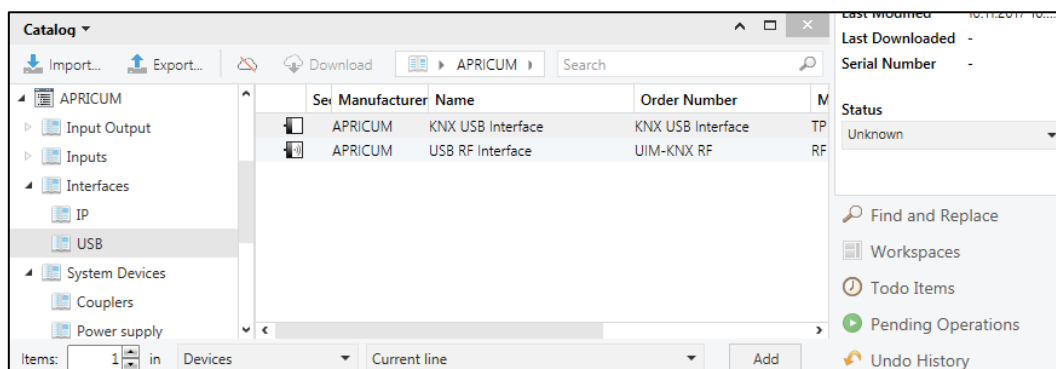 Catalog
Import... Export... Download APRICUM Search
APRICUM
Input Output
Inputs
Interfaces
IP
USB
System Devices
Couplers
Power supply
Manufacturer Name Order Number M
APRICUM KNX USB Interface KNX USB Interface TP
APRICUM USB RF Interface UIM-KNX RF RF
Items: 1 in Devices Current line Add
Last Modified
Last Downloaded -
Serial Number -
Status
Unknown
Find and Replace
Workspaces
Todo Items
Pending Operations
Undo History